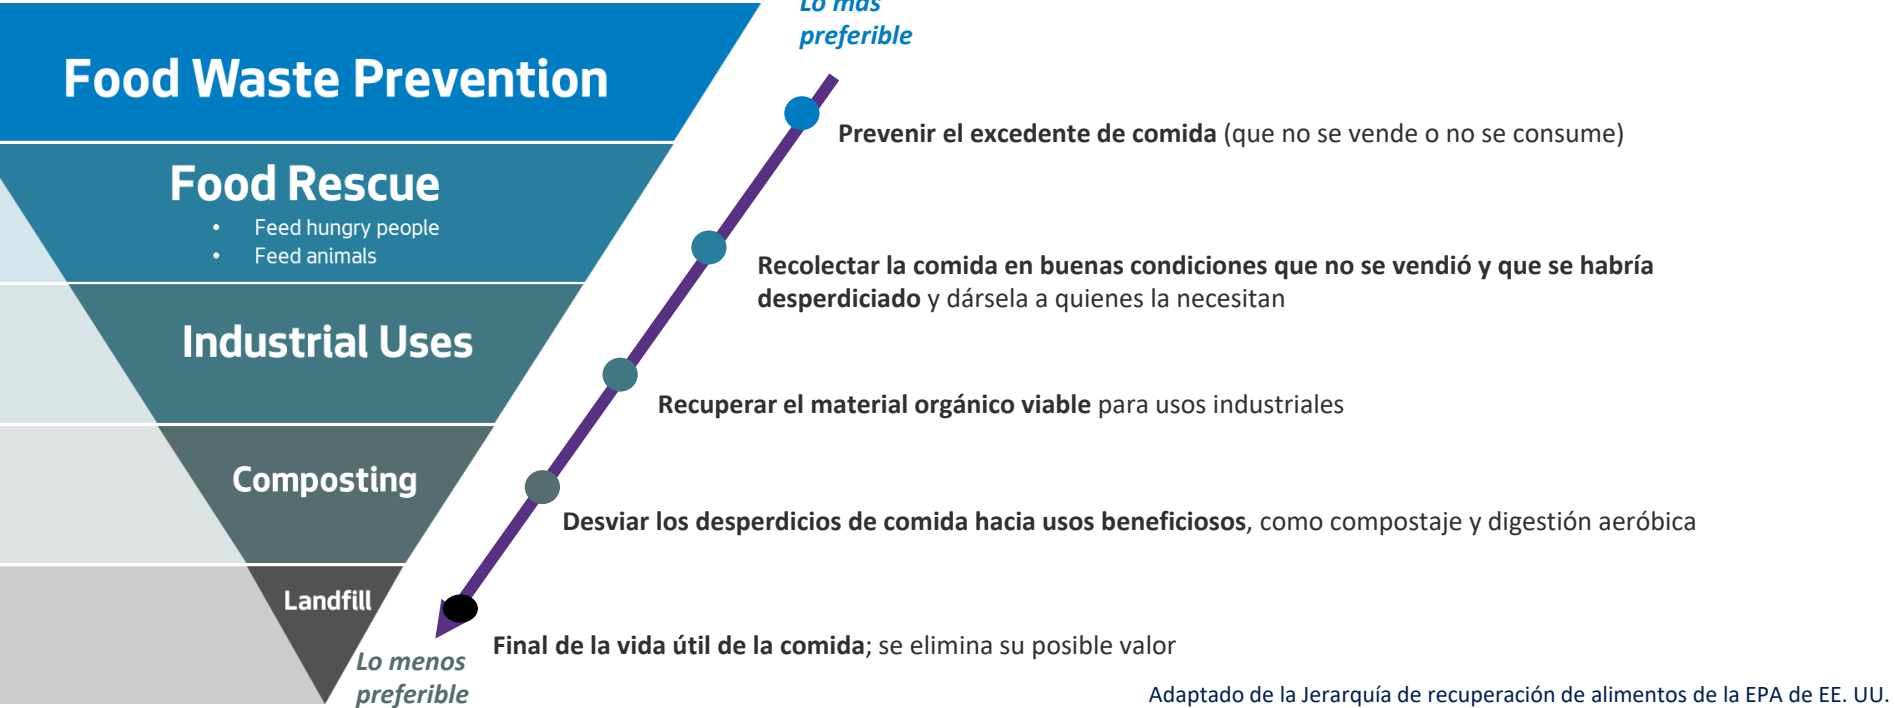 Lo más
preferible
Food Waste Prevention
Prevenir el excedente de comida (que no se vende o no se consume)
Food Rescue
• Feed hungry people
• Feed animals
Recolectar la comida en buenas condiciones que no se vendió y que se habría
desperdiciado y dársela a quienes la necesitan
Industrial Uses
Recuperar el material orgánico viable para usos industriales
Composting
Desviar los desperdicios de comida hacia usos beneficiosos, como compostaje y digestión aeróbica
Landfill
Final de la vida útil de la comida; se elimina su posible valor
Lo menos
preferible
Adaptado de la Jerarquía de recuperación de alimentos de la EPA de EE. UU.